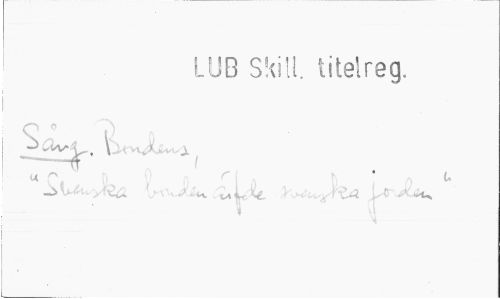 LUB Skill. titelreg.
Sång. Bondens,
"Svenska bonden ärfde svenska jorden"